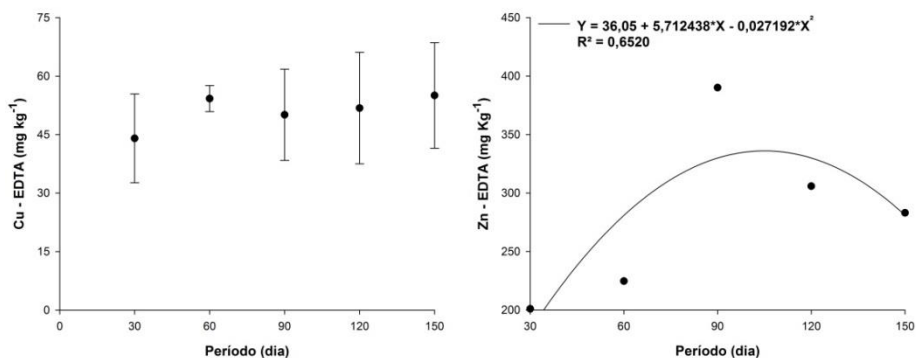 75
60
45
30
15
0
Cu - EDTA (mg kg⁻¹)
0 30 60 90 120 150
Período (dia)
450
400
350
300
250
200
Zn - EDTA (mg Kg⁻¹)
Y = 36,05 + 5,712438*X - 0,027192*X²
R² = 0,6520
30 60 90 120 150
Período (dia)